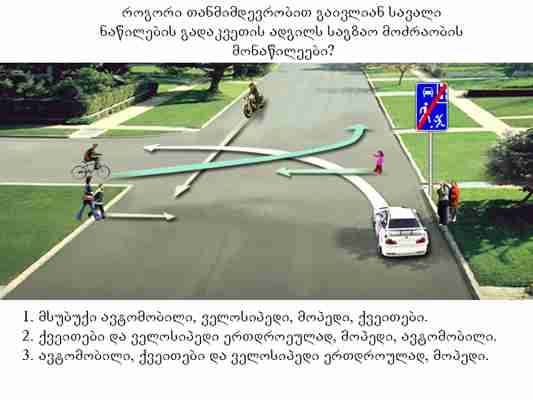 როგორი თანმიმდევრობით გაივლიან სავალი
ნაწილების გადაკვეთის ადგილს საგზაო მოძრაობის
მონაწილეები?
1. მსუბუქი ავტომობილი, ველოსიპედი, მოპედი, ქვეითები.
2. ქვეითები და ველოსიპედი ერთდროეულად, მოპედი, ავტომობილი.
3. ავტომობილი, ქვეითები და ველოსიპედი ერთდროულად, მოპედი.